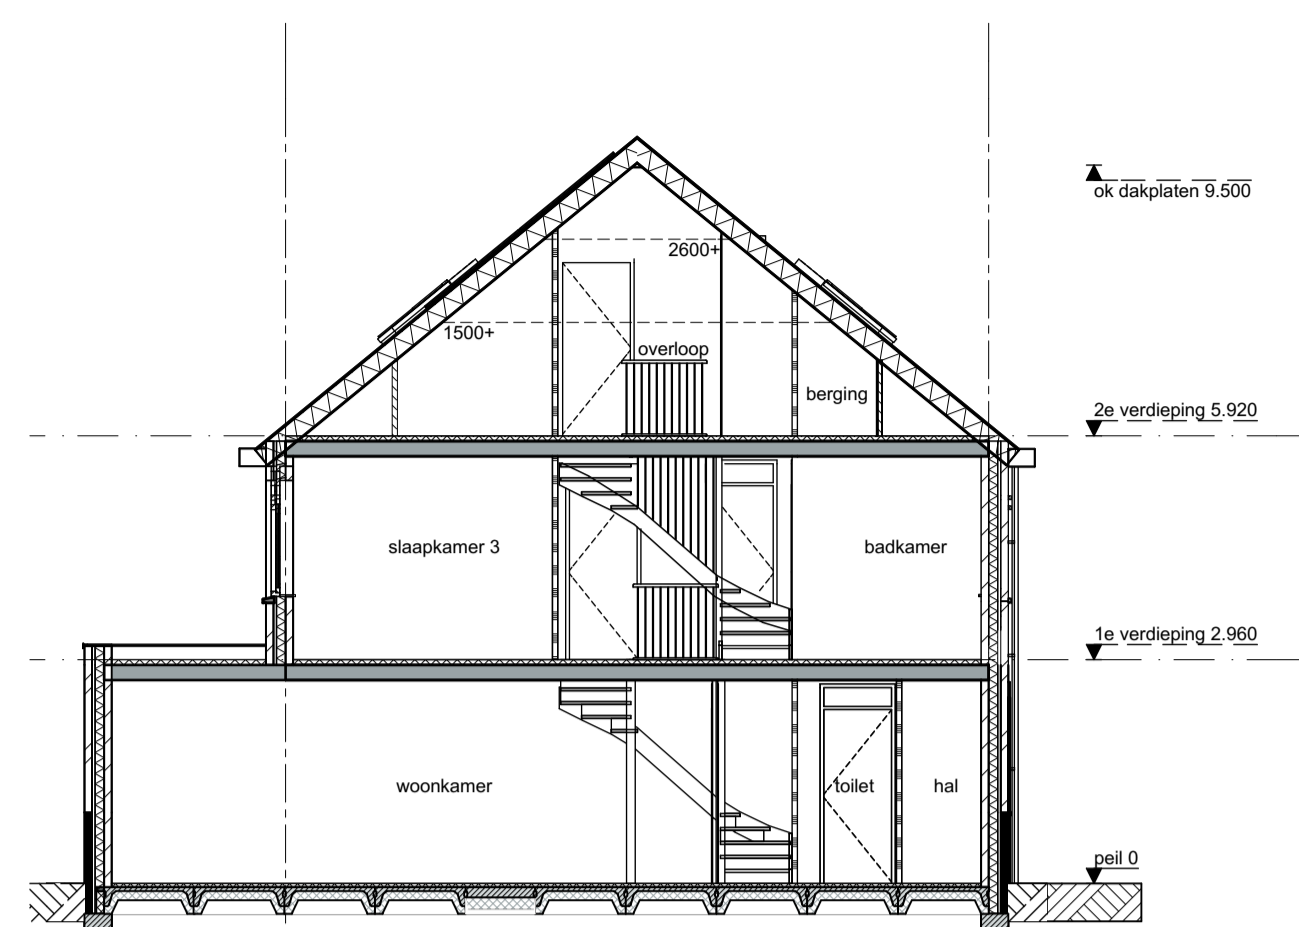 ok dakplaten 9.500
2600+
1500+
overloop
berging
2e verdieping 5.920
slaapkamer 3
badkamer
1e verdieping 2.960
woonkamer
toilet
hal
peil 0